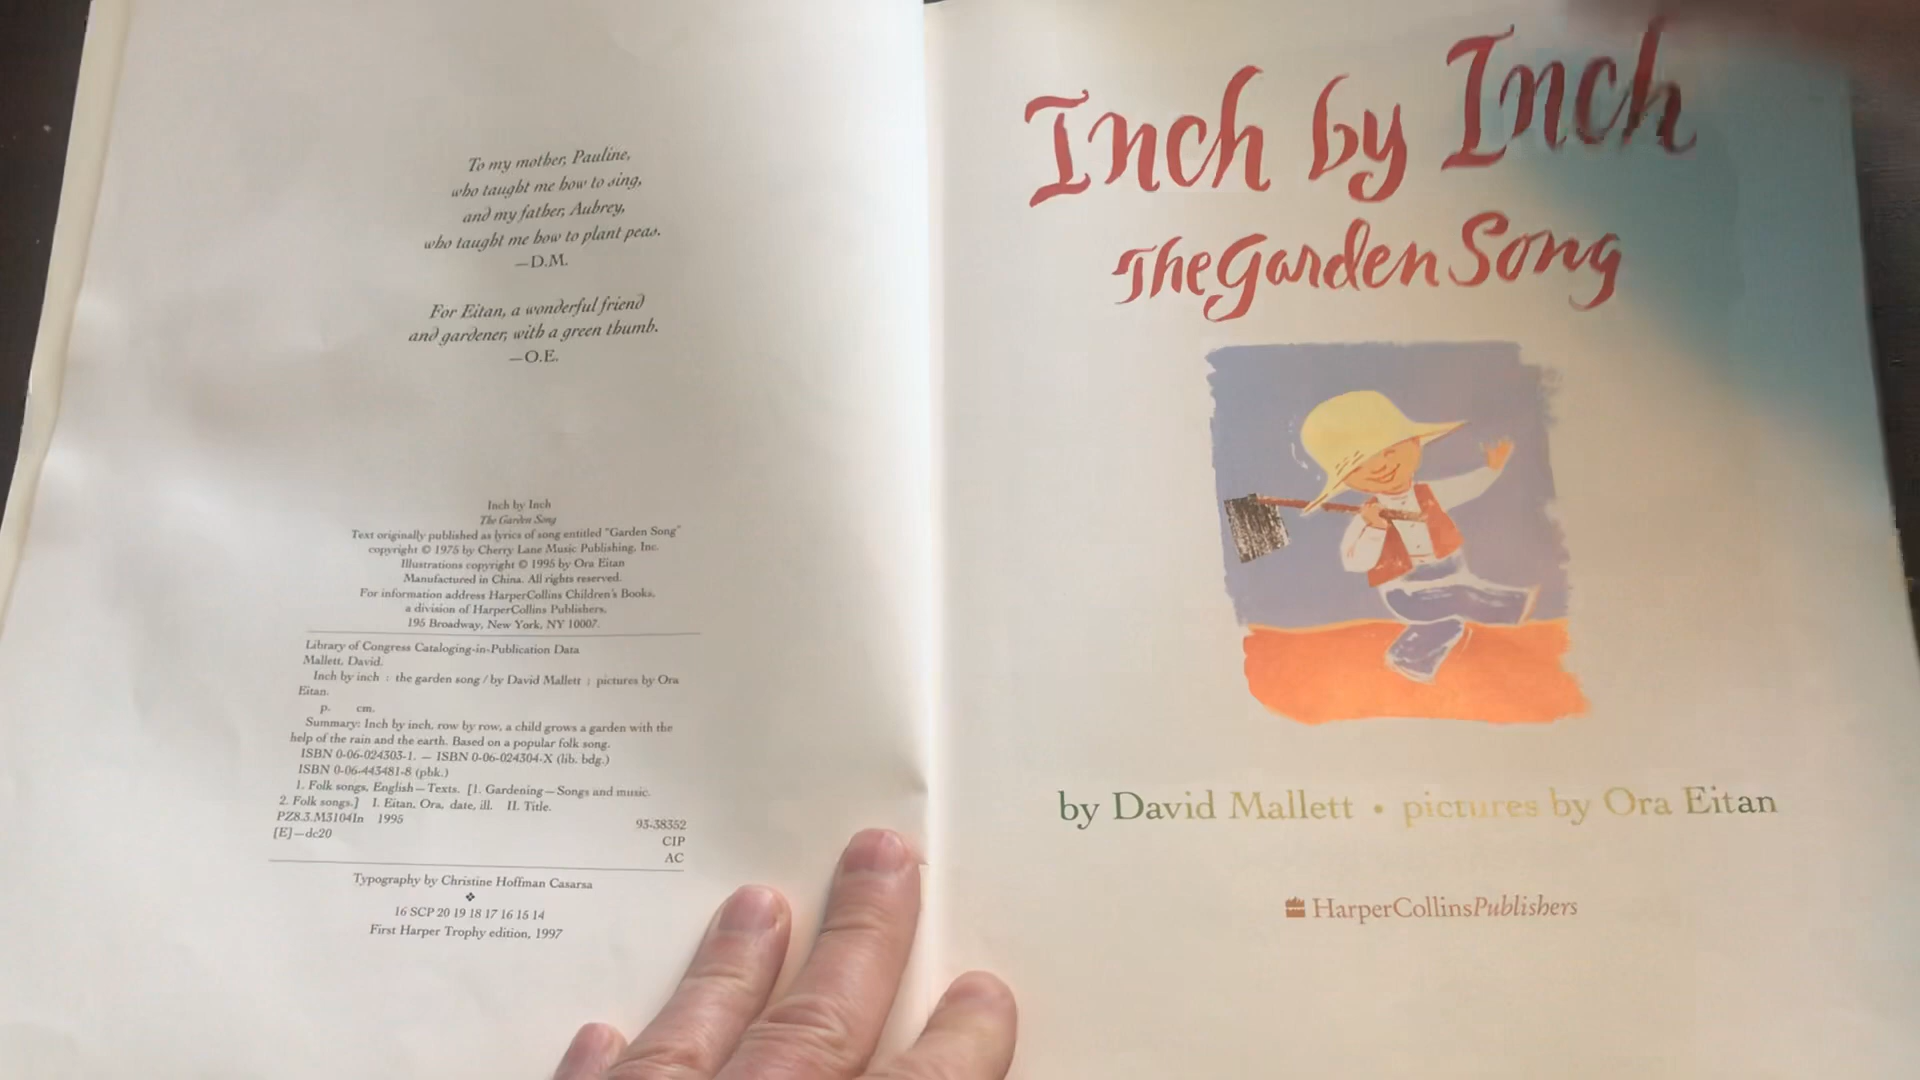 To my mother, Pauline,
who taught me how to sing,
and my father, Aubrey,
who taught me how to plant peas.
—D.M.
For Eitan, a wonderful friend
and gardener, with a green thumb.
—O.E.
Inch by Inch
The Garden Song
Text originally published as lyrics of song entitled "Garden Song"
copyright © 1975 by Cherry Lane Music Publishing, Inc.
Illustrations copyright © 1995 by Ora Eitan
Manufactured in China. All rights reserved.
For information address HarperCollins Children's Books,
a division of HarperCollins Publishers,
195 Broadway, New York, NY 10007.
Library of Congress Cataloging-in-Publication Data
Mallett, David.
Inch by inch : the garden song / by David Mallett ; pictures by Ora
Eitan.
p. cm.
Summary: Inch by inch, row by row, a child grows a garden with the
help of the rain and the earth. Based on a popular folk song.
ISBN 0-06-024303-1. — ISBN 0-06-024304-X (lib. bdg.)
ISBN 0-06-443481-8 (pbk.)
1. Folk songs, English—Texts. [1. Gardening—Songs and music.
2. Folk songs.] I. Eitan, Ora, date, ill. II. Title.
PZ8.3.M3104In 1995
93-38352
[E]—dc20
CIP
AC
Typography by Christine Hoffman Casarsa
❖
16 SCP 20 19 18 17 16 15 14
First Harper Trophy edition, 1997
Inch by Inch
The Garden Song
by David Mallett • pictures by Ora Eitan
HarperCollinsPublishers